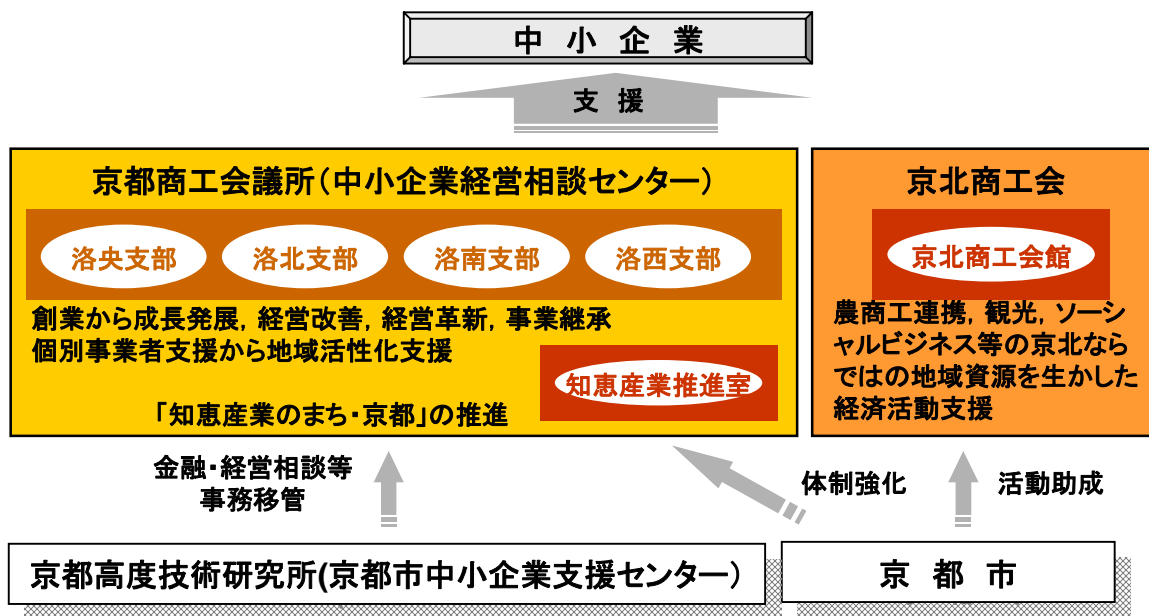 中小企業
支援
京都商工会議所(中小企業経営相談センター)
洛央支部
洛北支部
洛南支部
洛西支部
創業から成長発展,経営改善,経営革新,事業継承
個別事業者支援から地域活性化支援
知恵産業推進室
「知恵産業のまち・京都」の推進
京北商工会
京北商工会館
農商工連携,観光,ソーシ
ャルビジネス等の京北なら
ではの地域資源を生かした
経済活動支援
金融・経営相談等
事務移管
体制強化
活動助成
京都高度技術研究所(京都市中小企業支援センター)
京都市